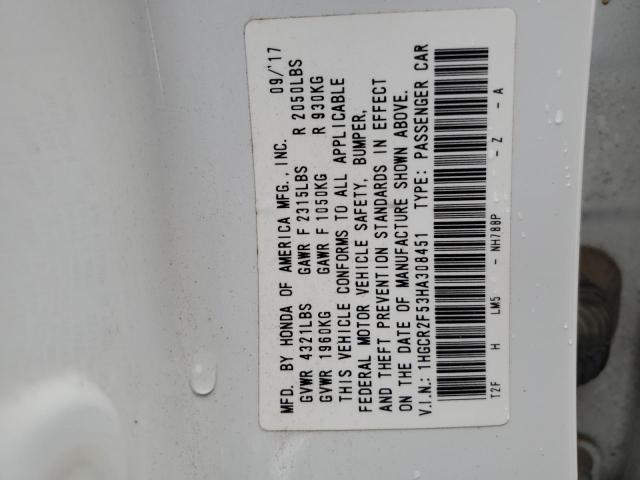 MFD. BY HONDA OF AMERICA MFG., INC. 09/'17
GVWR 4321LBS GAWR F 2315LBS R 2050LBS
GVWR 1960KG GAWR F 1050KG R 930KG
THIS VEHICLE CONFORMS TO ALL APPLICABLE
FEDERAL MOTOR VEHICLE SAFETY, BUMPER,
AND THEFT PREVENTION STANDARDS IN EFFECT
ON THE DATE OF MANUFACTURE SHOWN ABOVE.
V.I.N.: 1HGCR2F53HA308451 TYPE: PASSENGER CAR
T2F H LM5 - NH788P - Z - A